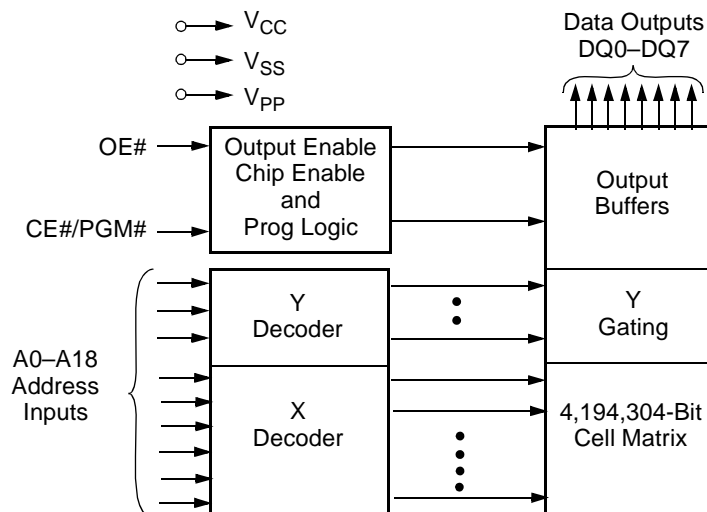 V_CC
V_SS
V_PP
Data Outputs
DQ0–DQ7
OE#
CE#/PGM#
Output Enable
Chip Enable
and
Prog Logic
Output
Buffers
A0–A18
Address
Inputs
Y
Decoder
Y
Gating
X
Decoder
4,194,304-Bit
Cell Matrix